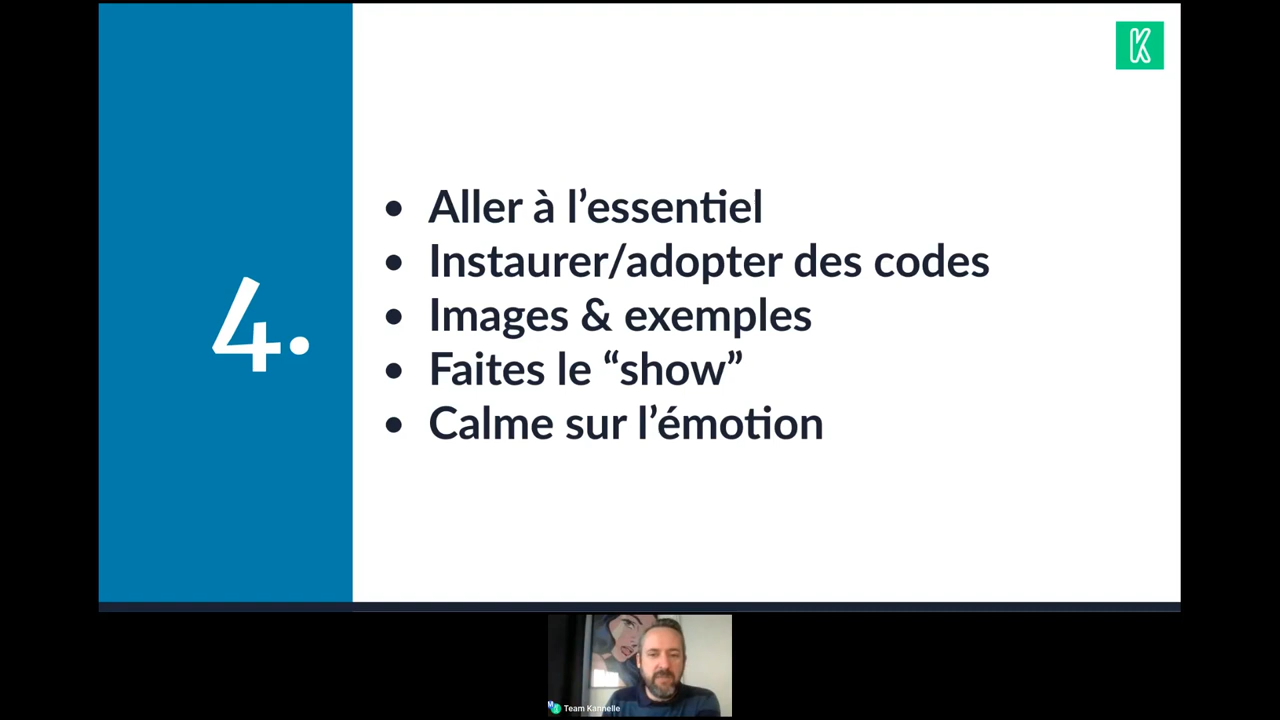 K
4.
• Aller à l’essentiel
• Instaurer/adopter des codes
• Images & exemples
• Faites le “show”
• Calme sur l’émotion
Team Kannelle